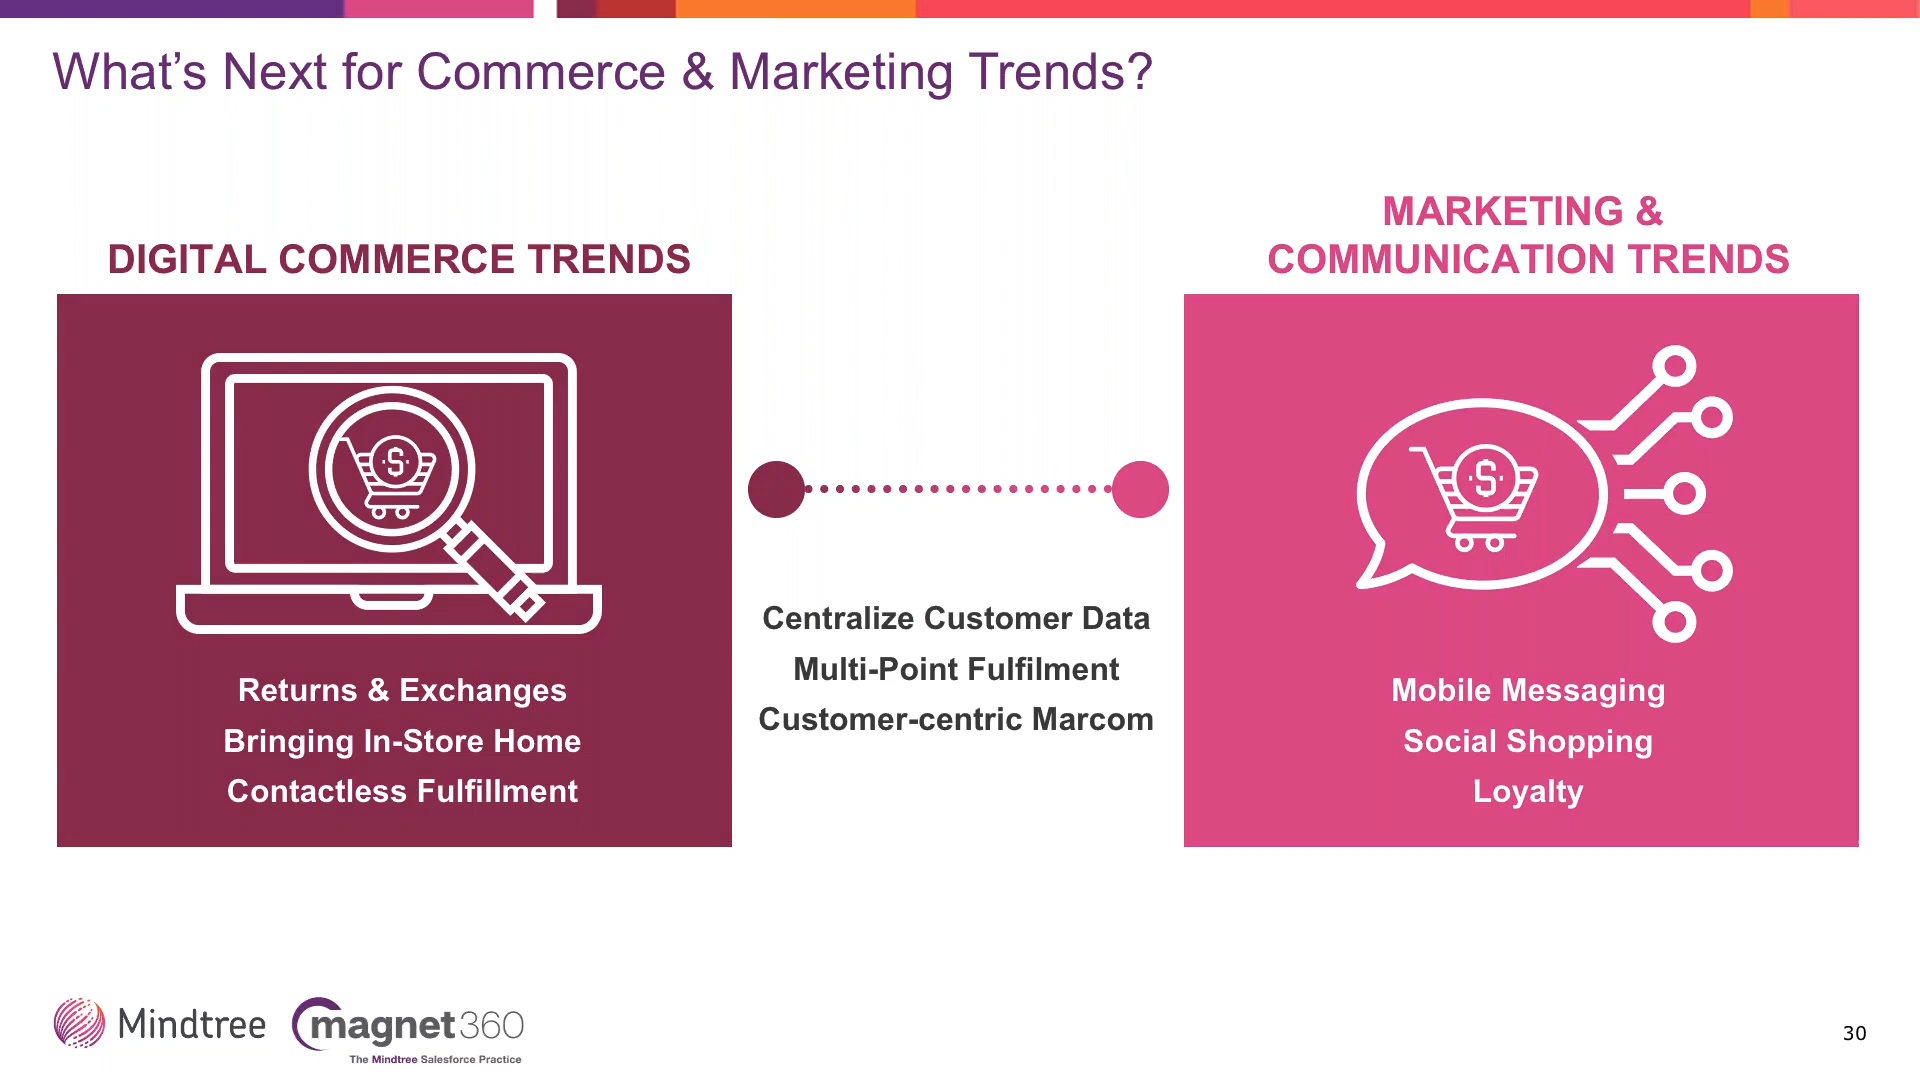 What’s Next for Commerce & Marketing Trends?
DIGITAL COMMERCE TRENDS
$
Returns & Exchanges
Bringing In-Store Home
Contactless Fulfillment
Centralize Customer Data
Multi-Point Fulfilment
Customer-centric Marcom
MARKETING &
COMMUNICATION TRENDS
$
Mobile Messaging
Social Shopping
Loyalty
Mindtree
magnet360
The Mindtree Salesforce Practice
30